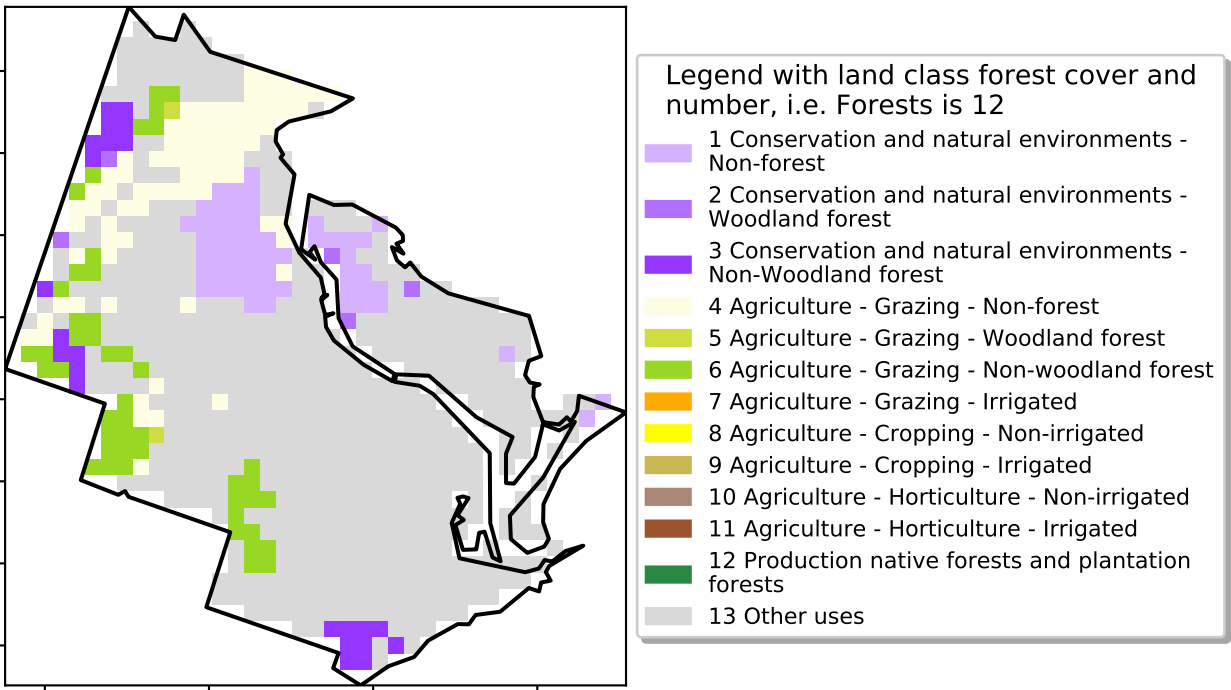 Legend with land class forest cover and
number, i.e. Forests is 12
1 Conservation and natural environments -
Non-forest
2 Conservation and natural environments -
Woodland forest
3 Conservation and natural environments -
Non-Woodland forest
4 Agriculture - Grazing - Non-forest
5 Agriculture - Grazing - Woodland forest
6 Agriculture - Grazing - Non-woodland forest
7 Agriculture - Grazing - Irrigated
8 Agriculture - Cropping - Non-irrigated
9 Agriculture - Cropping - Irrigated
10 Agriculture - Horticulture - Non-irrigated
11 Agriculture - Horticulture - Irrigated
12 Production native forests and plantation
forests
13 Other uses